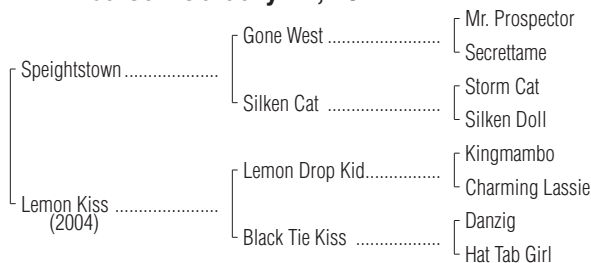 Mr. Prospector
Gone West ........................
Secrettame
Speightstown ....................
Storm Cat
Silken Cat ........................
Silken Doll
Kingmambo
Lemon Drop Kid................
Charming Lassie
Lemon Kiss ......................
(2004)
Danzig
Black Tie Kiss ..................
Hat Tab Girl